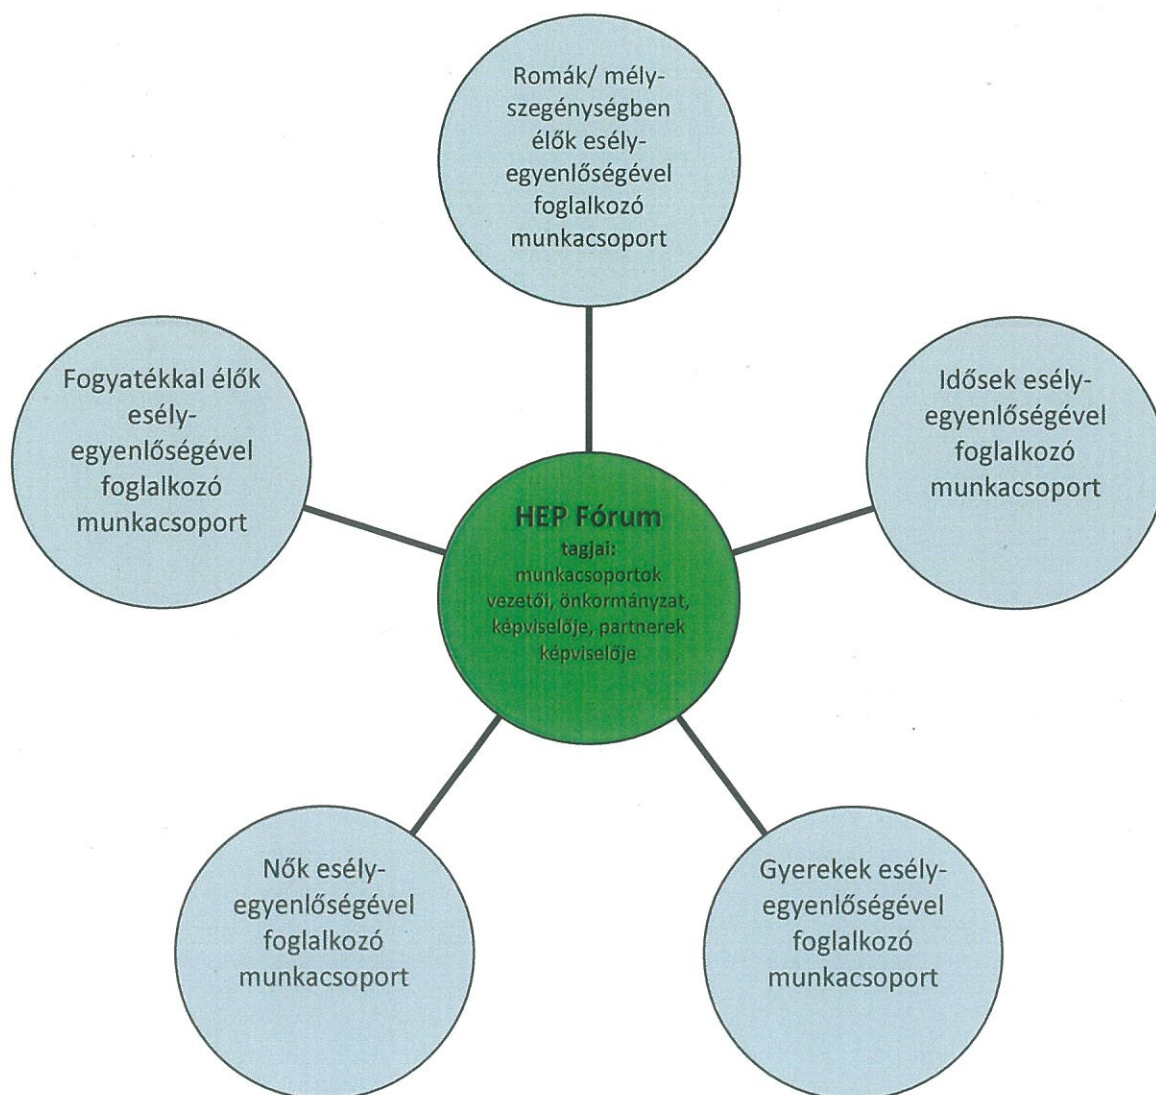 Romák/ mély-
szegénységben
élők esély-
egyenlőségével
foglalkozó
munkacsoport
Fogyatékkal élők
esély-
egyenlőségével
foglalkozó
munkacsoport
Idősek esély-
egyenlőségével
foglalkozó
munkacsoport
HEP Fórum
tagjai:
munkacsoportok
vezetői, önkormányzat,
képviselője, partnerek
képviselője
Nők esély-
egyenlőségével
foglalkozó
munkacsoport
Gyerekek esély-
egyenlőségével
foglalkozó
munkacsoport